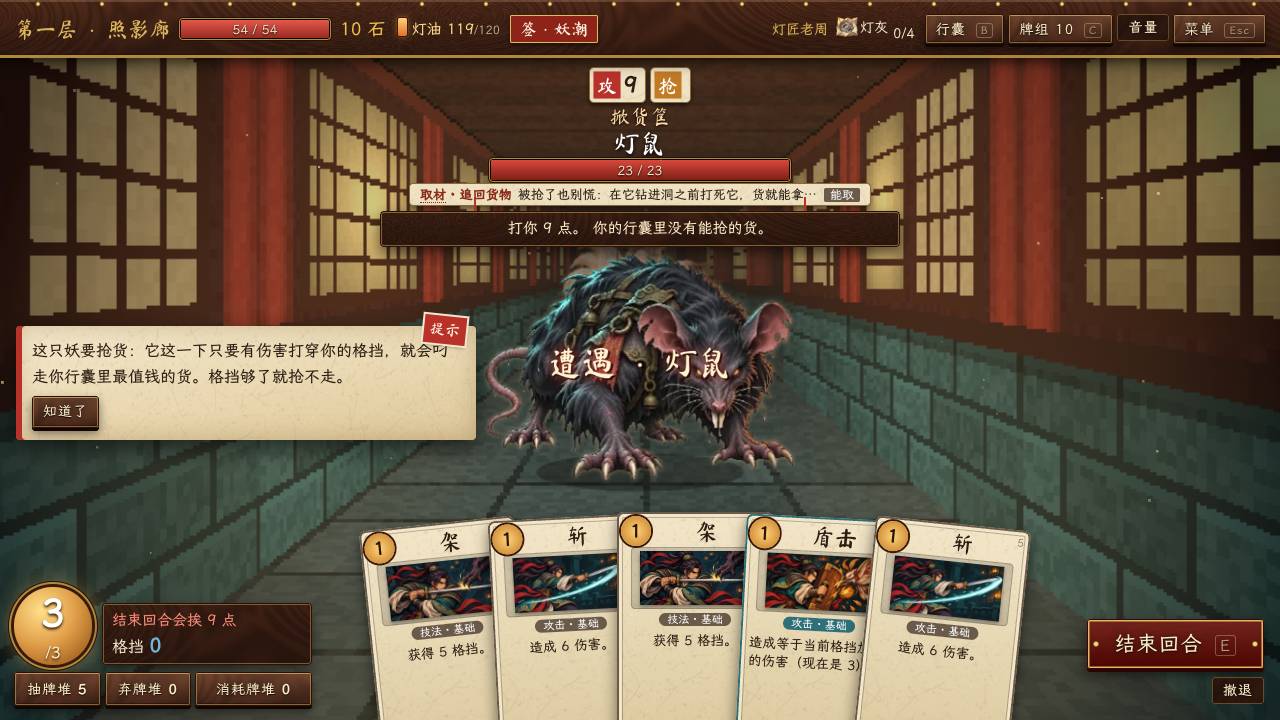 第一层 · 照影廊
54 / 54
10 石
灯油 119/120
签 · 妖潮
灯匠老周
灯灰 0/4
行囊 B
牌组 10 C
音量
菜单 Esc
攻 9 抢
掀货筐
灯鼠
23 / 23
取材 · 追回货物 被抢了也别慌：在它钻进洞之前打死它，货就能拿… 能取
打你 9 点。 你的行囊里没有能抢的货。
提示
这只妖要抢货：它这一下只要有伤害打穿你的格挡，就会叼
走你行囊里最值钱的货。格挡够了就抢不走。
知道了
遭遇 · 灯鼠
1 架
技法 · 基础
获得 5 格挡。
1 斩
攻击 · 基础
造成 6 伤害。
1 架
技法 · 基础
获得 5 格挡。
1 盾击
攻击 · 基础
造成等于当前格挡
的伤害（现在是 3）
1 斩 5
攻击 · 基础
造成 6 伤害。
3
/3
结束回合会挨 9 点
格挡 0
抽牌堆 5
弃牌堆 0
消耗牌堆 0
结束回合 E
撤退